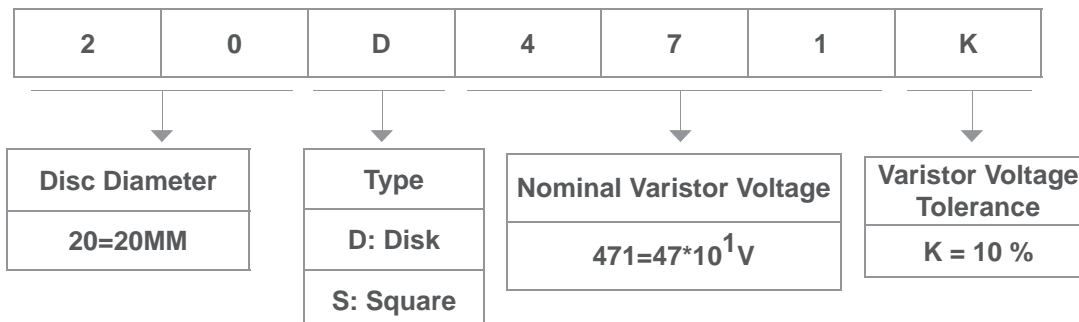 2 0 D 4 7 1 K
Disc Diameter
20=20MM
Type
D: Disk
S: Square
Nominal Varistor Voltage
471=47*10¹V
Varistor Voltage
Tolerance
K = 10 %